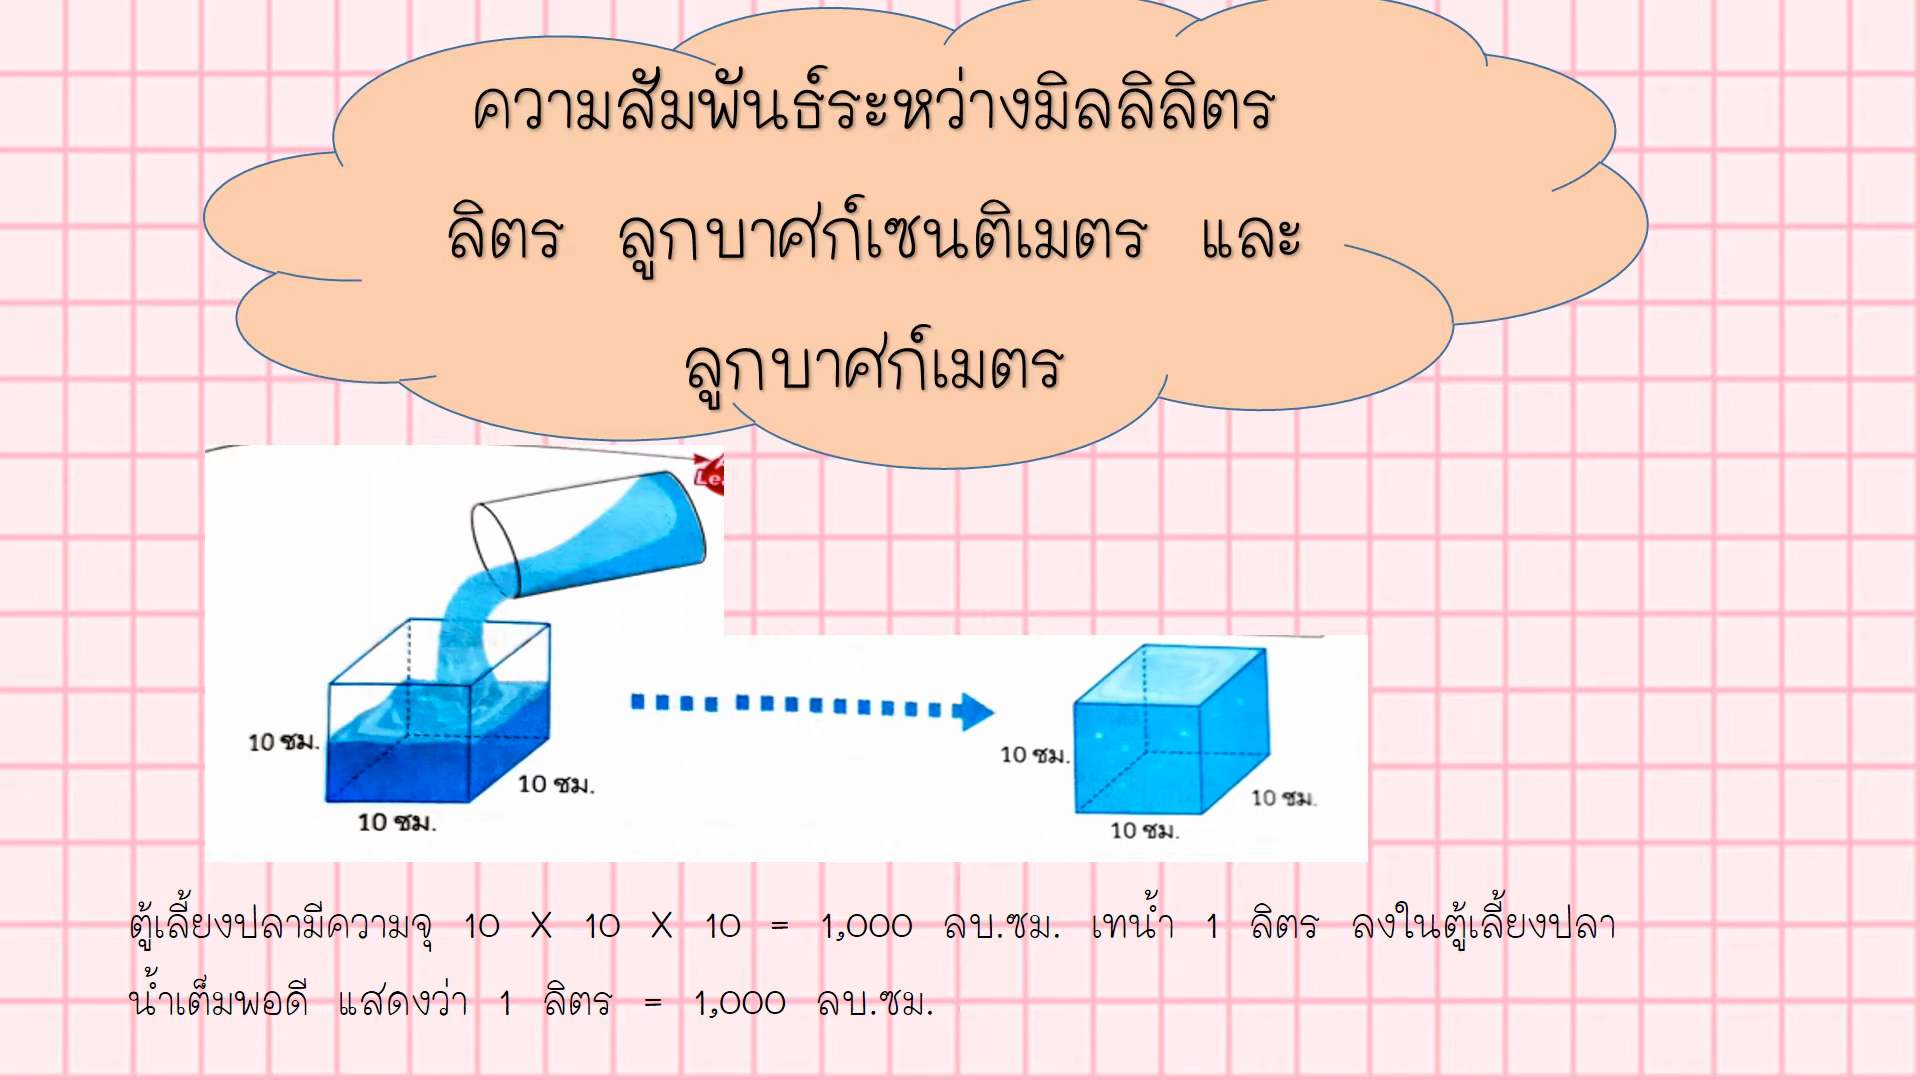 ความสัมพันธ์ระหว่างมิลลิลิตร
ลิตร ลูกบาศก์เซนติเมตร และ
ลูกบาศก์เมตร
10 ซม.
10 ซม.
10 ซม.
10 ซม.
10 ซม.
10 ซม.
ตู้เลี้ยงปลามีความจุ 10 X 10 X 10 = 1,000 ลบ.ซม. เทน้ำ 1 ลิตร ลงในตู้เลี้ยงปลา
น้ำเต็มพอดี แสดงว่า 1 ลิตร = 1,000 ลบ.ซม.